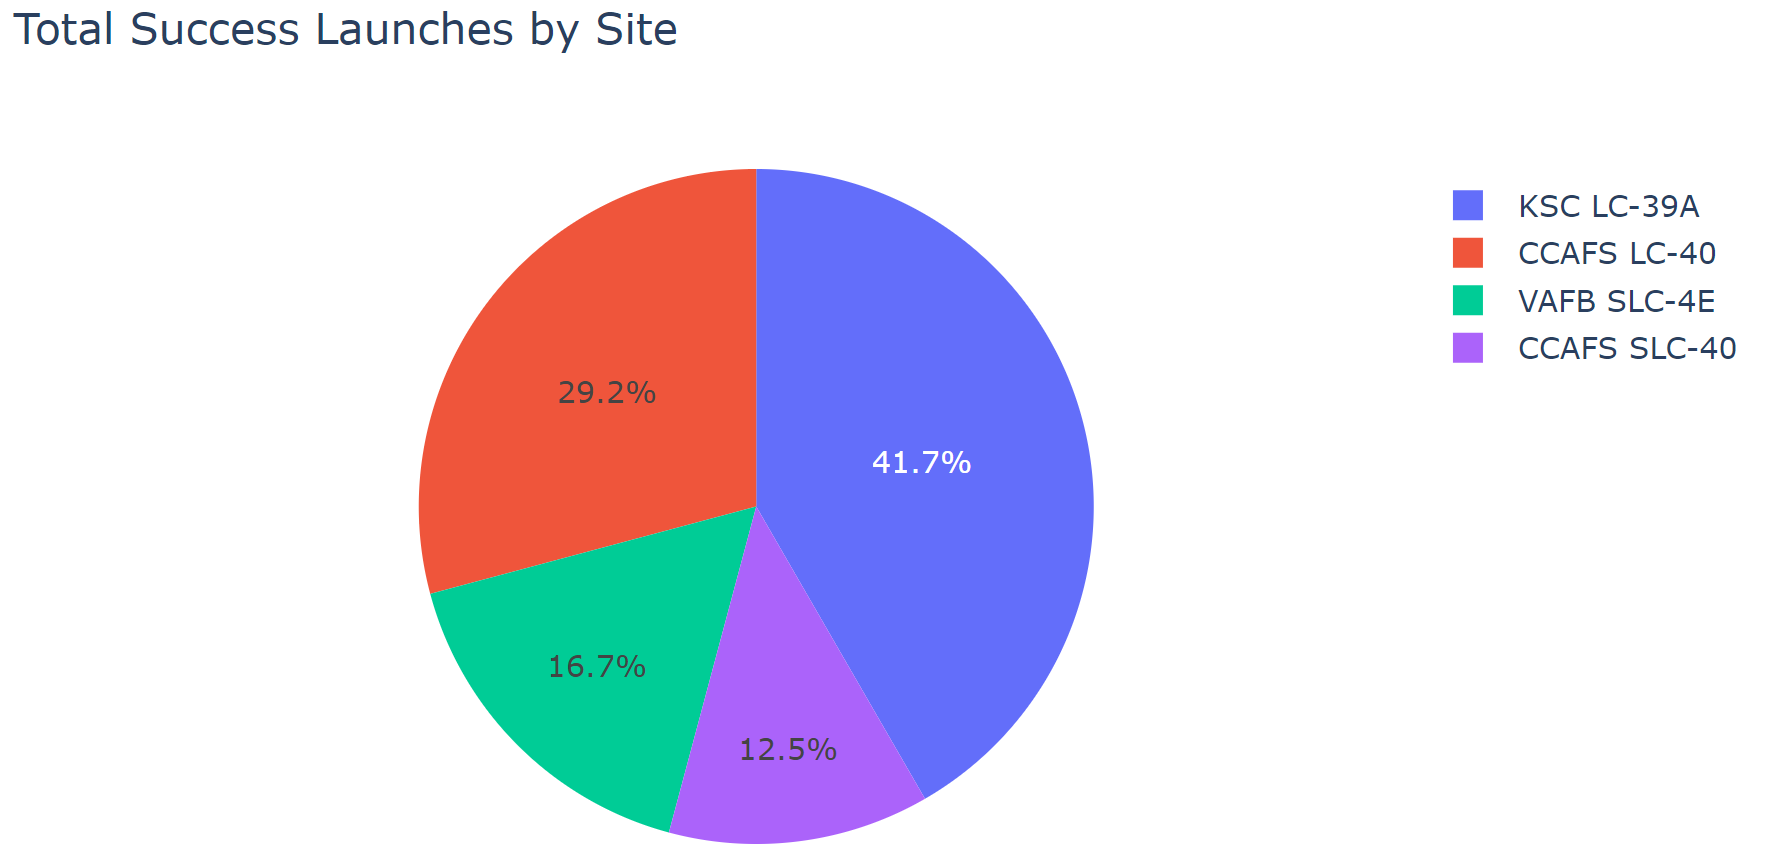 Total Success Launches by Site
KSC LC-39A
CCAFS LC-40
VAFB SLC-4E
CCAFS SLC-40
29.2%
41.7%
16.7%
12.5%